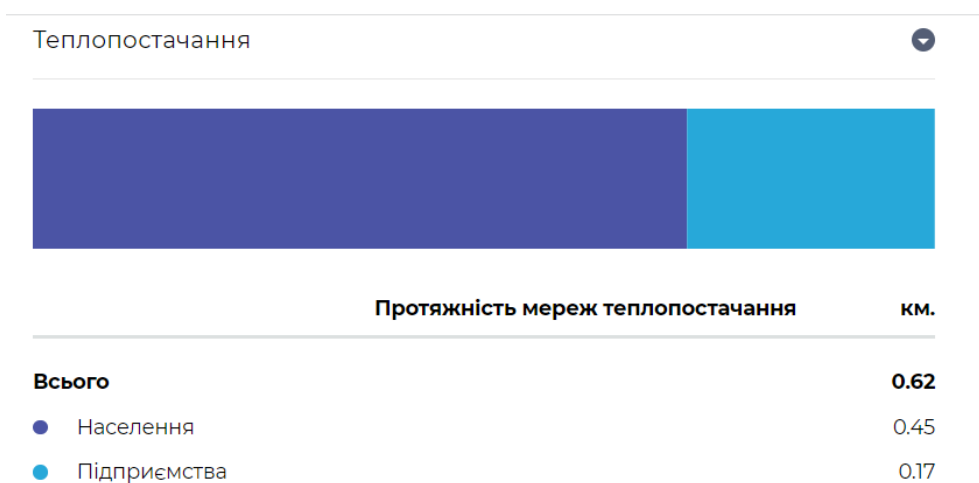 Теплопостачання
Протяжність мереж теплопостачання км.
Всього 0.62
Населення 0.45
Підприємства 0.17